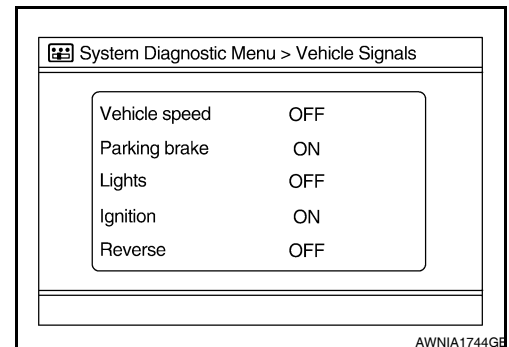 System Diagnostic Menu > Vehicle Signals
Vehicle speed OFF
Parking brake ON
Lights OFF
Ignition ON
Reverse OFF
AWNIA1744GB